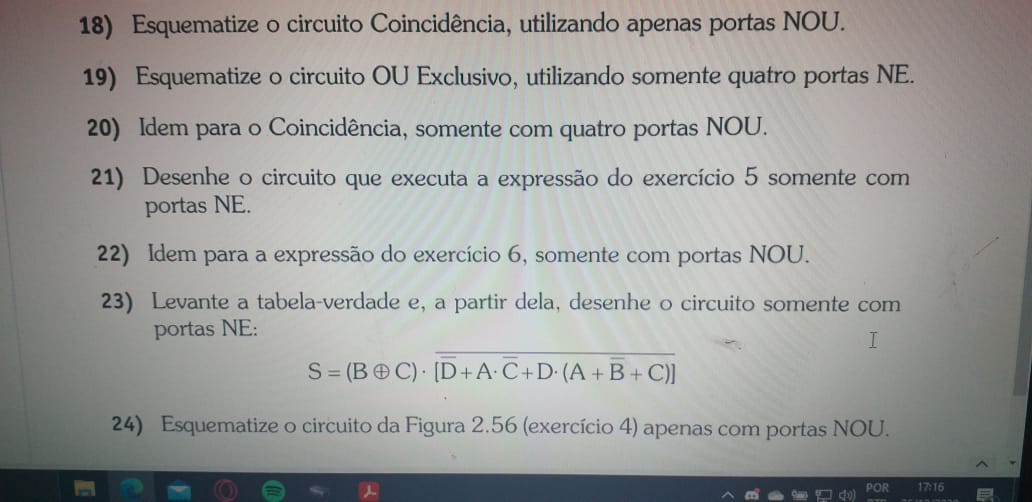 18) Esquematize o circuito Coincidência, utilizando apenas portas NOU.
19) Esquematize o circuito OU Exclusivo, utilizando somente quatro portas NE.
20) Idem para o Coincidência, somente com quatro portas NOU.
21) Desenhe o circuito que executa a expressão do exercício 5 somente com
portas NE.
22) Idem para a expressão do exercício 6, somente com portas NOU.
23) Levante a tabela-verdade e, a partir dela, desenhe o circuito somente com
portas NE:
S = (B ⊕ C) · \overline{[\overline{D} + A · \overline{C} + D · (A + \overline{B} + C)]}
24) Esquematize o circuito da Figura 2.56 (exercício 4) apenas com portas NOU.
POR 17:16